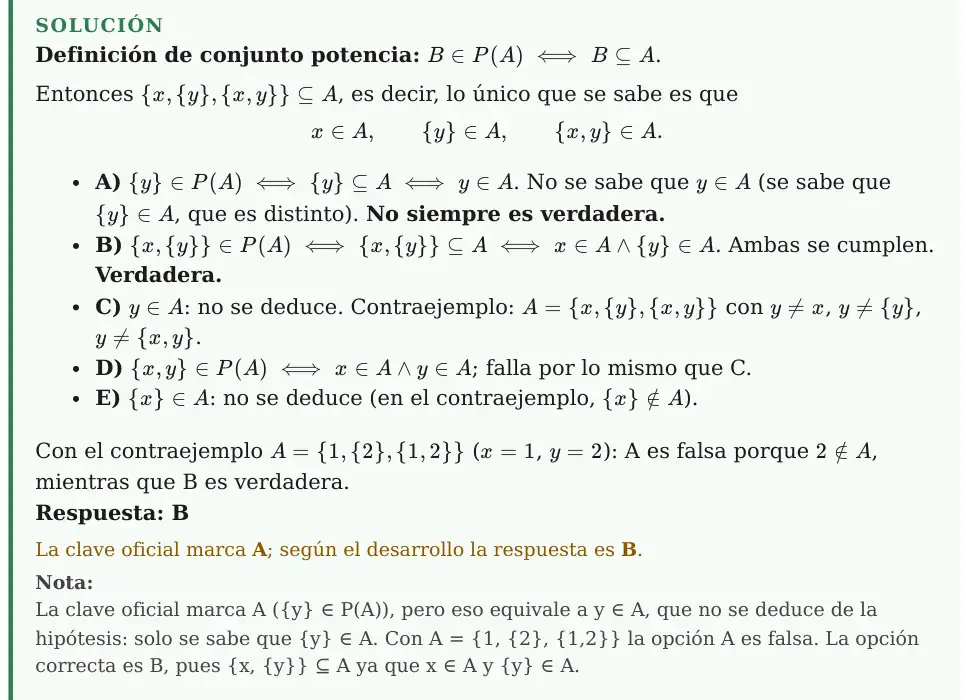 SOLUCIÓN
Definición de conjunto potencia: B ∈ P(A) ⟺ B ⊆ A.
Entonces {x, {y}, {x, y}} ⊆ A, es decir, lo único que se sabe es que
x ∈ A, {y} ∈ A, {x, y} ∈ A.
• A) {y} ∈ P(A) ⟺ {y} ⊆ A ⟺ y ∈ A. No se sabe que y ∈ A (se sabe que
{y} ∈ A, que es distinto). No siempre es verdadera.
• B) {x, {y}} ∈ P(A) ⟺ {x, {y}} ⊆ A ⟺ x ∈ A ∧ {y} ∈ A. Ambas se cumplen.
Verdadera.
• C) y ∈ A: no se deduce. Contraejemplo: A = {x, {y}, {x, y}} con y ≠ x, y ≠ {y},
y ≠ {x, y}.
• D) {x, y} ∈ P(A) ⟺ x ∈ A ∧ y ∈ A; falla por lo mismo que C.
• E) {x} ∈ A: no se deduce (en el contraejemplo, {x} ∉ A).
Con el contraejemplo A = {1, {2}, {1, 2}} (x = 1, y = 2): A es falsa porque 2 ∉ A,
mientras que B es verdadera.
Respuesta: B
La clave oficial marca A; según el desarrollo la respuesta es B.
Nota:
La clave oficial marca A ({y} ∈ P(A)), pero eso equivale a y ∈ A, que no se deduce de la
hipótesis: solo se sabe que {y} ∈ A. Con A = {1, {2}, {1,2}} la opción A es falsa. La opción
correcta es B, pues {x, {y}} ⊆ A ya que x ∈ A y {y} ∈ A.